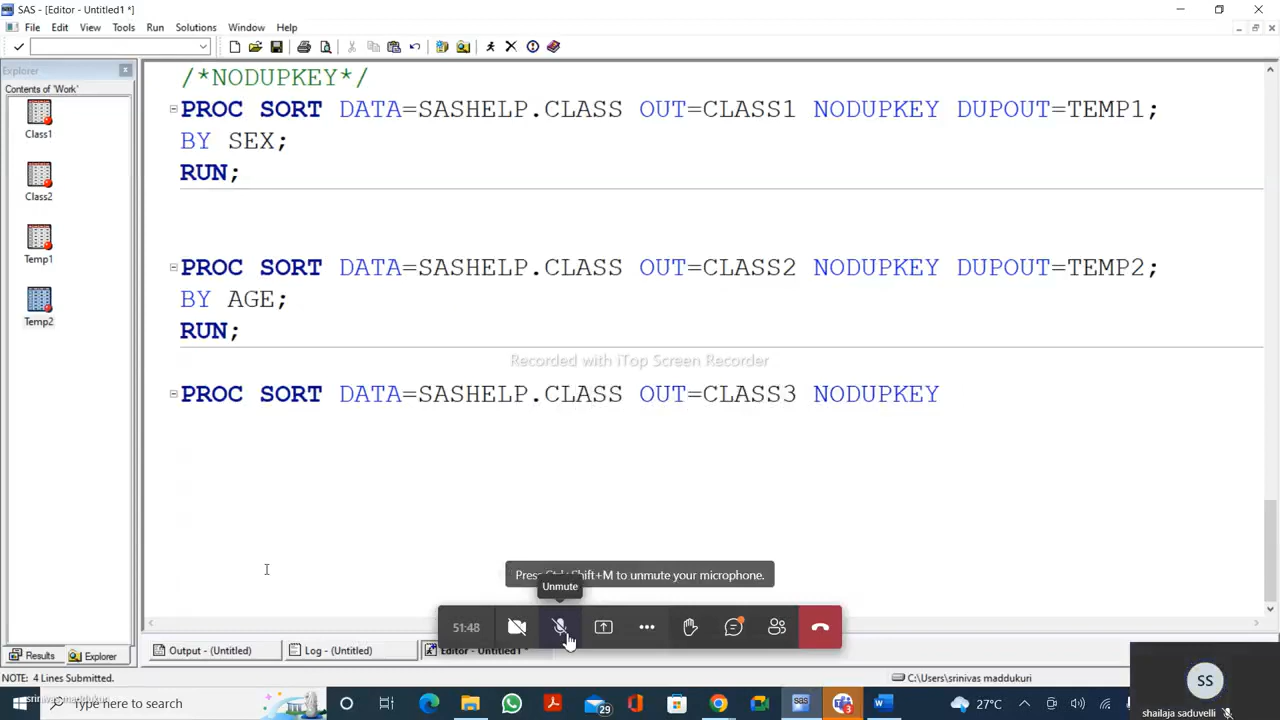 SAS - [Editor - Untitled1 *]
File Edit View Tools Run Solutions Window Help
Explorer
Contents of 'Work'
Class1
Class2
Temp1
Temp2
/*NODUPKEY*/
PROC SORT DATA=SASHELP.CLASS OUT=CLASS1 NODUPKEY DUPOUT=TEMP1;
BY SEX;
RUN;
PROC SORT DATA=SASHELP.CLASS OUT=CLASS2 NODUPKEY DUPOUT=TEMP2;
BY AGE;
RUN;
Recorded with iTop Screen Recorder
PROC SORT DATA=SASHELP.CLASS OUT=CLASS3 NODUPKEY
Press Ctrl+Shift+M to unmute your microphone.
Unmute
51:48
Results Explorer
Output - (Untitled) Log - (Untitled) Editor - Untitled1 *
NOTE: 4 Lines Submitted.
C:\Users\srinivas maddukuri
SS
shailaja saduvelli
Type here to search
29
27°C